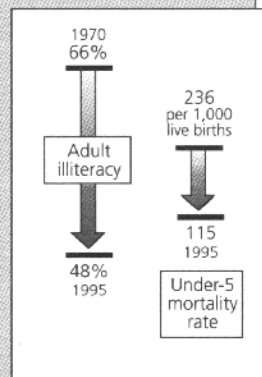 1970
66%
Adult
illiteracy
48%
1995
236
per 1,000
live births
115
1995
Under-5
mortality
rate